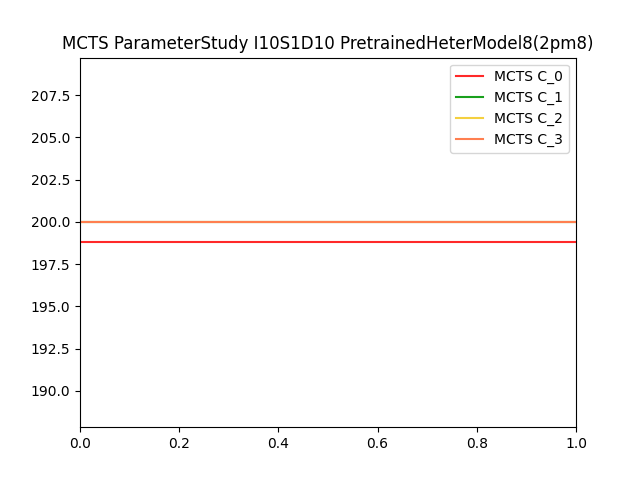 MCTS ParameterStudy I10S1D10 PretrainedHeterModel8(2pm8)
MCTS C_0
MCTS C_1
MCTS C_2
MCTS C_3
207.5
205.0
202.5
200.0
197.5
195.0
192.5
190.0
0.0 0.2 0.4 0.6 0.8 1.0